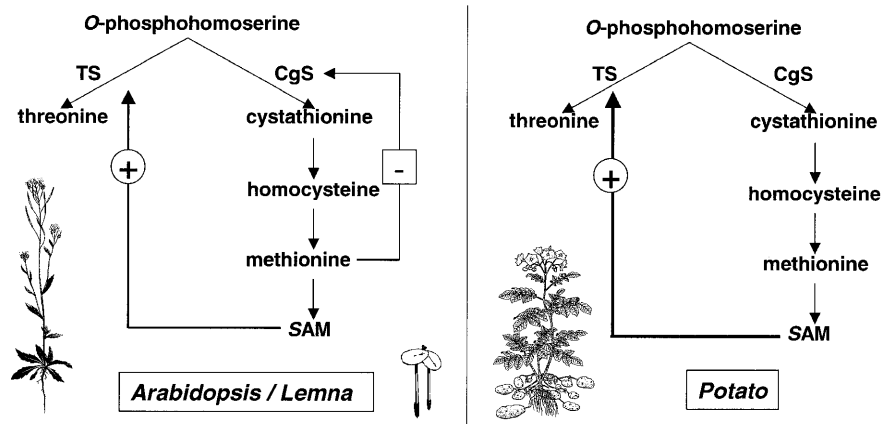 O-phosphohomoserine
TS CgS
threonine cystathionine
+ -
homocysteine
methionine
SAM
Arabidopsis / Lemna
O-phosphohomoserine
TS CgS
threonine cystathionine
+
homocysteine
methionine
SAM
Potato